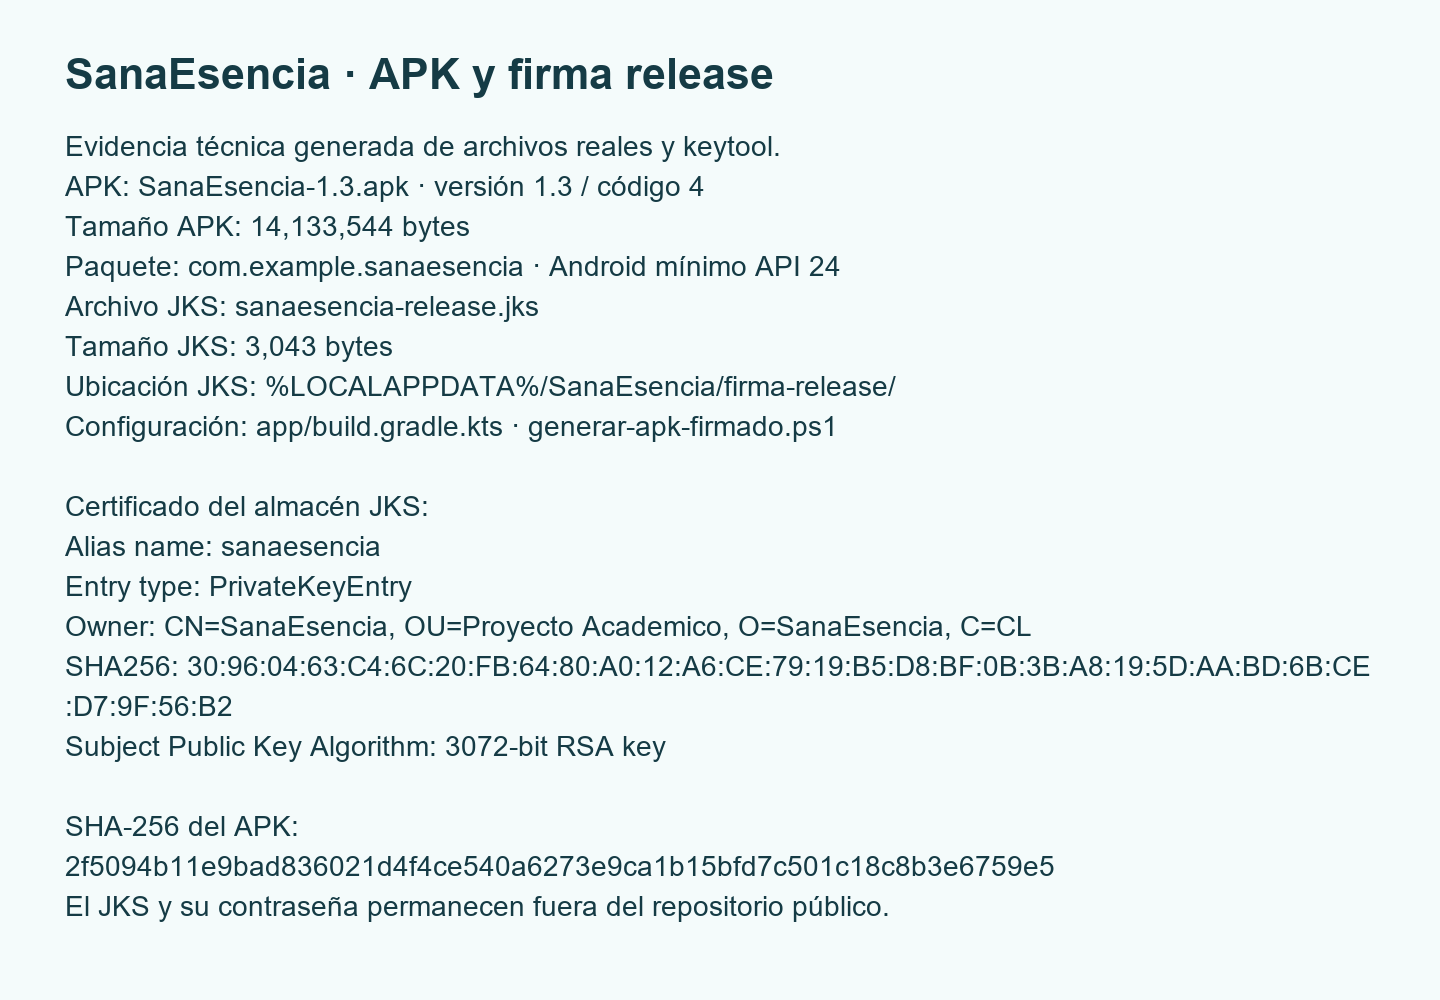 SanaEsencia · APK y firma release
Evidencia técnica generada de archivos reales y keytool.
APK: SanaEsencia-1.3.apk · versión 1.3 / código 4
Tamaño APK: 14,133,544 bytes
Paquete: com.example.sanaesencia · Android mínimo API 24
Archivo JKS: sanaesencia-release.jks
Tamaño JKS: 3,043 bytes
Ubicación JKS: %LOCALAPPDATA%/SanaEsencia/firma-release/
Configuración: app/build.gradle.kts · generar-apk-firmado.ps1
Certificado del almacén JKS:
Alias name: sanaesencia
Entry type: PrivateKeyEntry
Owner: CN=SanaEsencia, OU=Proyecto Academico, O=SanaEsencia, C=CL
SHA256: 30:96:04:63:C4:6C:20:FB:64:80:A0:12:A6:CE:79:19:B5:D8:BF:0B:3B:A8:19:5D:AA:BD:6B:CE
:D7:9F:56:B2
Subject Public Key Algorithm: 3072-bit RSA key
SHA-256 del APK:
2f5094b11e9bad836021d4f4ce540a6273e9ca1b15bfd7c501c18c8b3e6759e5
El JKS y su contraseña permanecen fuera del repositorio público.